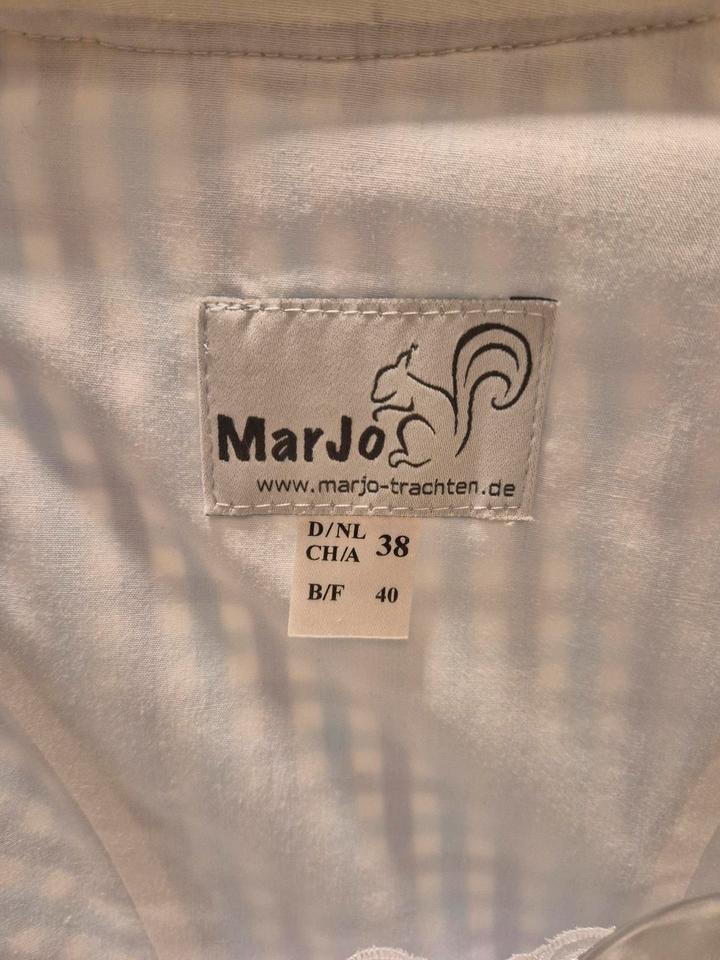 MarJo
www.marjo-trachten.de
D/NL
CH/A 38
B/F 40